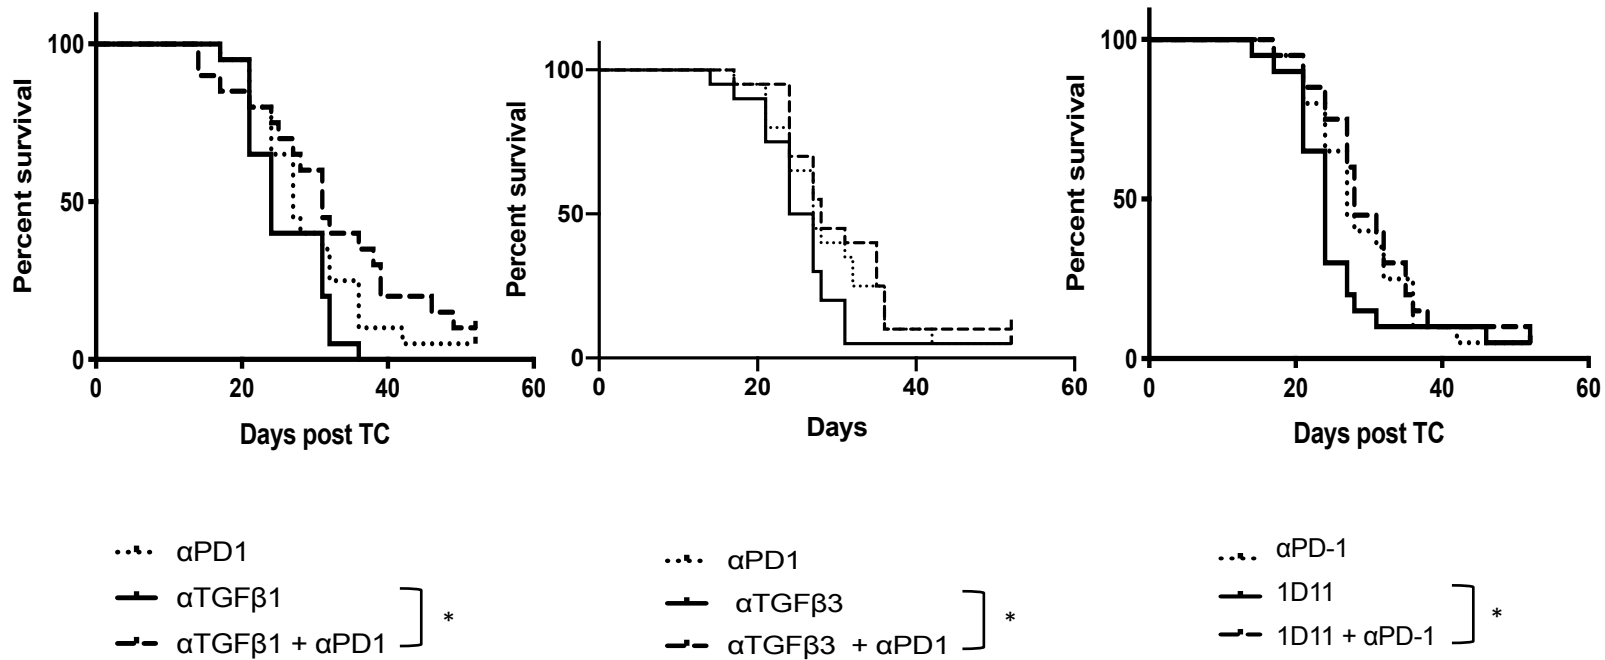 Percent survival
100
50
0
0 20 40 60
Days post TC
αPD1
αTGFβ1
αTGFβ1 + αPD1
*
Percent survival
100
50
0
0 20 40 60
Days
αPD1
αTGFβ3
αTGFβ3 + αPD1
*
Percent survival
100
50
0
0 20 40 60
Days post TC
αPD-1
1D11
1D11 + αPD-1
*